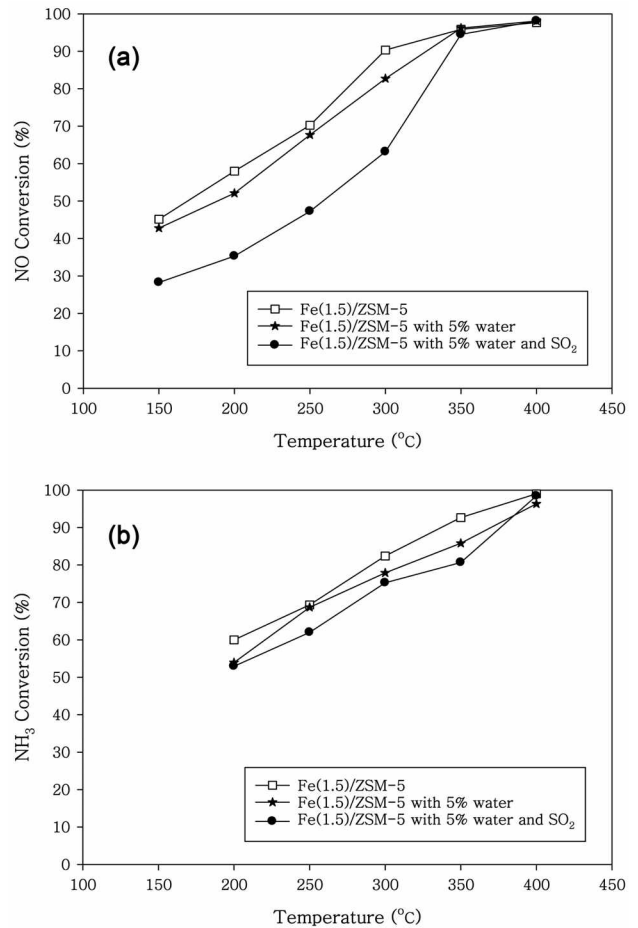 (a)
NO Conversion (%)
100
90
80
70
60
50
40
30
20
10
0
Fe(1.5)/ZSM-5
Fe(1.5)/ZSM-5 with 5% water
Fe(1.5)/ZSM-5 with 5% water and SO₂
100 150 200 250 300 350 400 450
Temperature (°C)
(b)
NH₃ Conversion (%)
100
90
80
70
60
50
40
30
20
10
0
Fe(1.5)/ZSM-5
Fe(1.5)/ZSM-5 with 5% water
Fe(1.5)/ZSM-5 with 5% water and SO₂
100 150 200 250 300 350 400 450
Temperature (°C)